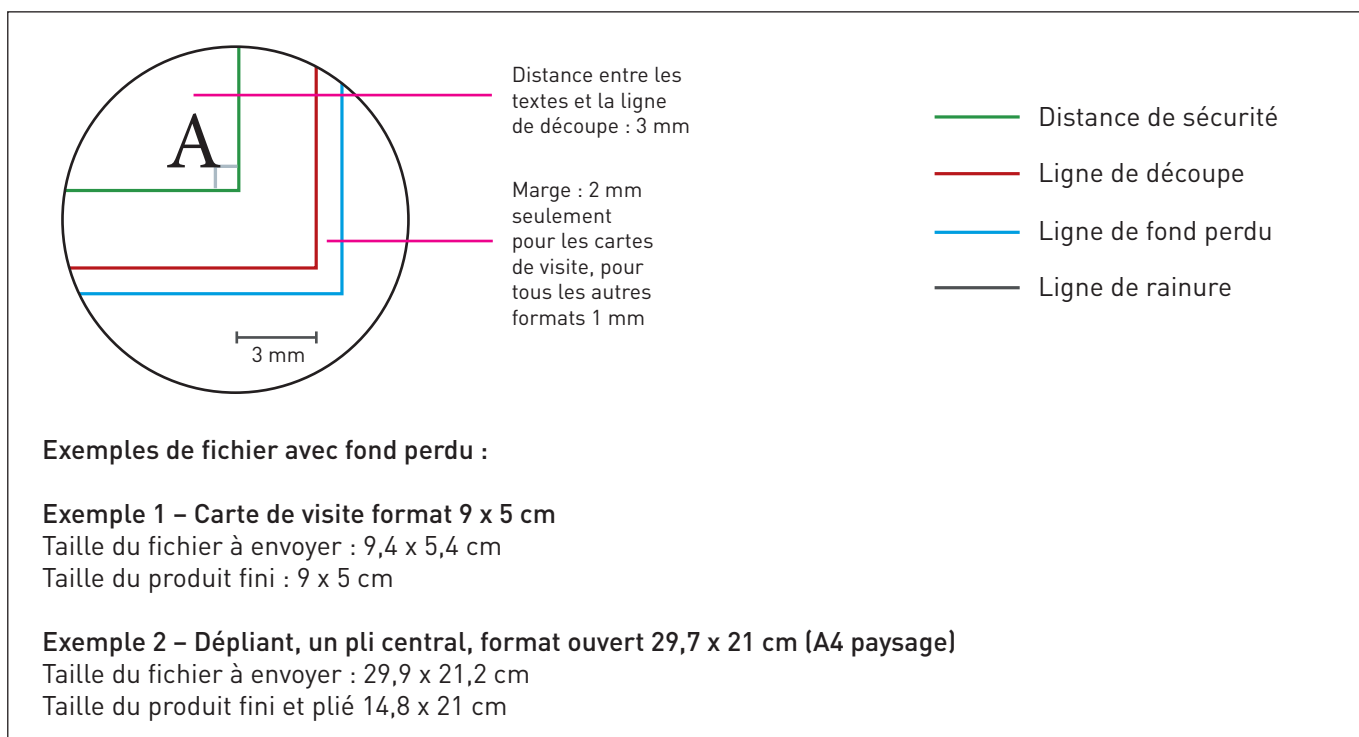 Distance entre les
textes et la ligne
de découpe : 3 mm
A
Marge : 2 mm
seulement
pour les cartes
de visite, pour
tous les autres
formats 1 mm
3 mm
Distance de sécurité
Ligne de découpe
Ligne de fond perdu
Ligne de rainure
Exemples de fichier avec fond perdu :
Exemple 1 – Carte de visite format 9 x 5 cm
Taille du fichier à envoyer : 9,4 x 5,4 cm
Taille du produit fini : 9 x 5 cm
Exemple 2 – Dépliant, un pli central, format ouvert 29,7 x 21 cm (A4 paysage)
Taille du fichier à envoyer : 29,9 x 21,2 cm
Taille du produit fini et plié 14,8 x 21 cm